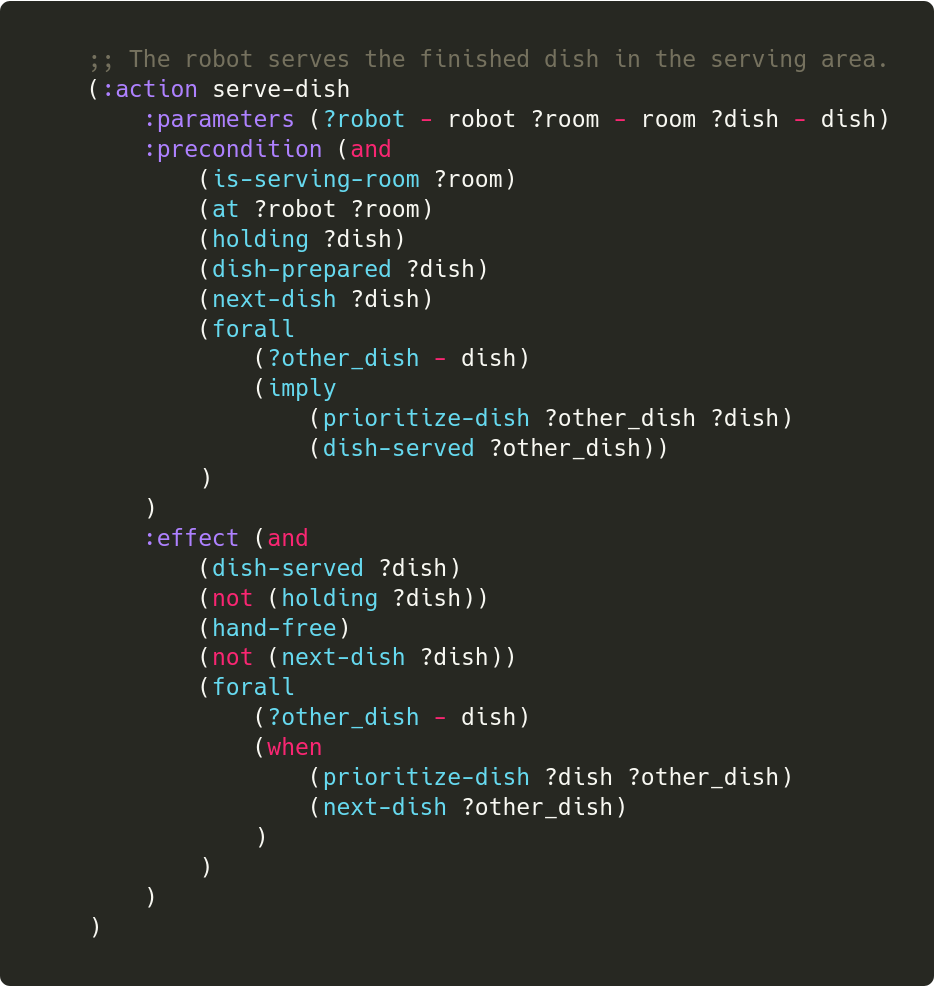 ;; The robot serves the finished dish in the serving area.
(:action serve-dish
    :parameters (?robot - robot ?room - room ?dish - dish)
    :precondition (and
        (is-serving-room ?room)
        (at ?robot ?room)
        (holding ?dish)
        (dish-prepared ?dish)
        (next-dish ?dish)
        (forall
            (?other_dish - dish)
            (imply
                (prioritize-dish ?other_dish ?dish)
                (dish-served ?other_dish))
        )
    )
    :effect (and
        (dish-served ?dish)
        (not (holding ?dish))
        (hand-free)
        (not (next-dish ?dish))
        (forall
            (?other_dish - dish)
            (when
                (prioritize-dish ?dish ?other_dish)
                (next-dish ?other_dish)
            )
        )
    )
)